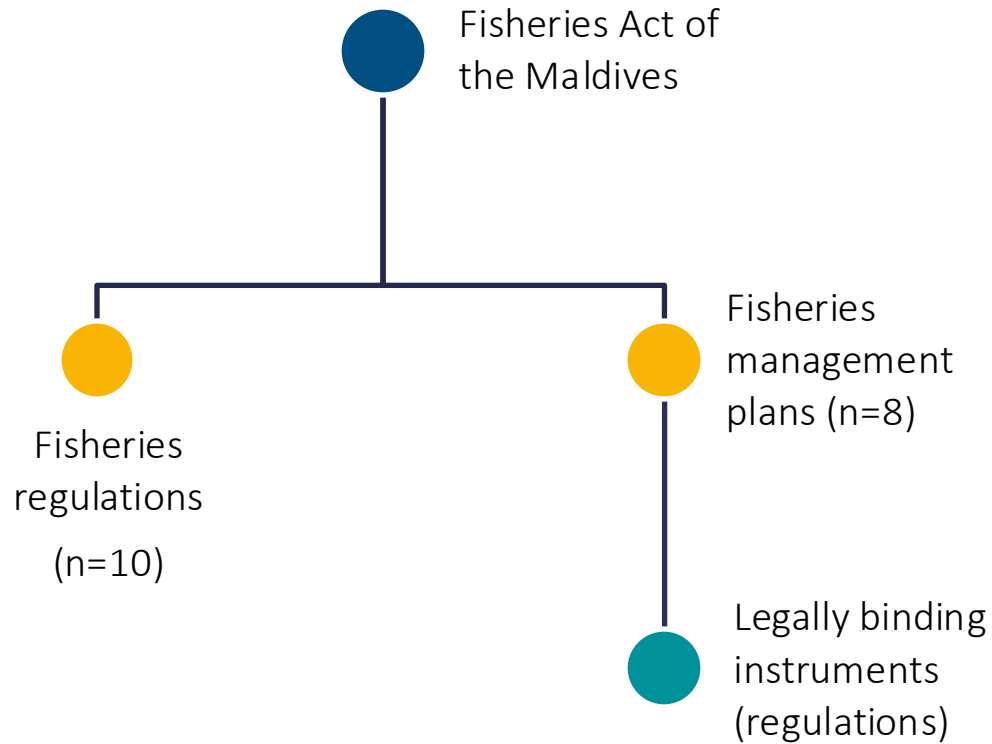 Fisheries Act of
the Maldives
Fisheries
regulations
(n=10)
Fisheries
management
plans (n=8)
Legally binding
instruments
(regulations)